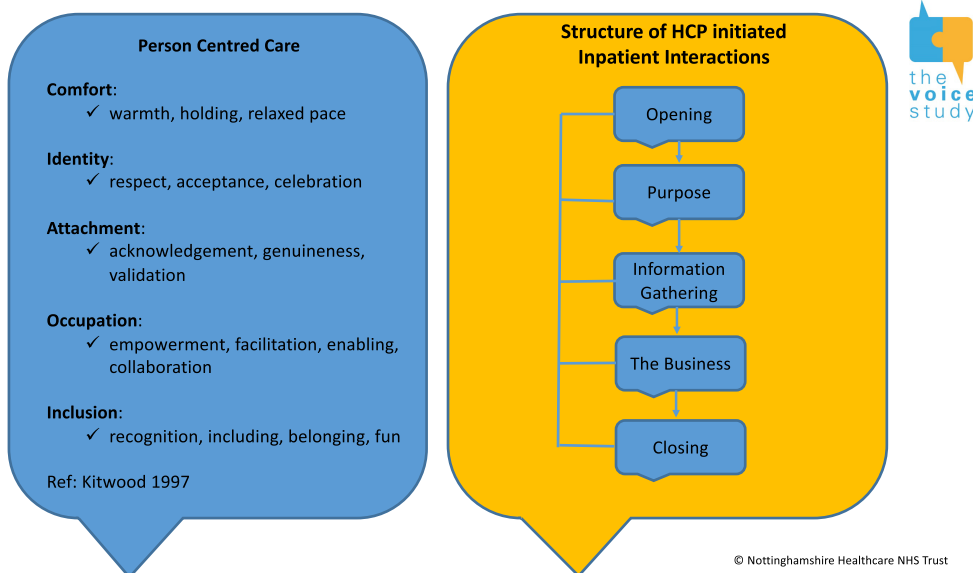 Person Centred Care
Comfort:
✓ warmth, holding, relaxed pace
Identity:
✓ respect, acceptance, celebration
Attachment:
✓ acknowledgement, genuineness,
validation
Occupation:
✓ empowerment, facilitation, enabling,
collaboration
Inclusion:
✓ recognition, including, belonging, fun
Ref: Kitwood 1997
Structure of HCP initiated
Inpatient Interactions
Opening
Purpose
Information
Gathering
The Business
Closing
the
voice
study
© Nottinghamshire Healthcare NHS Trust